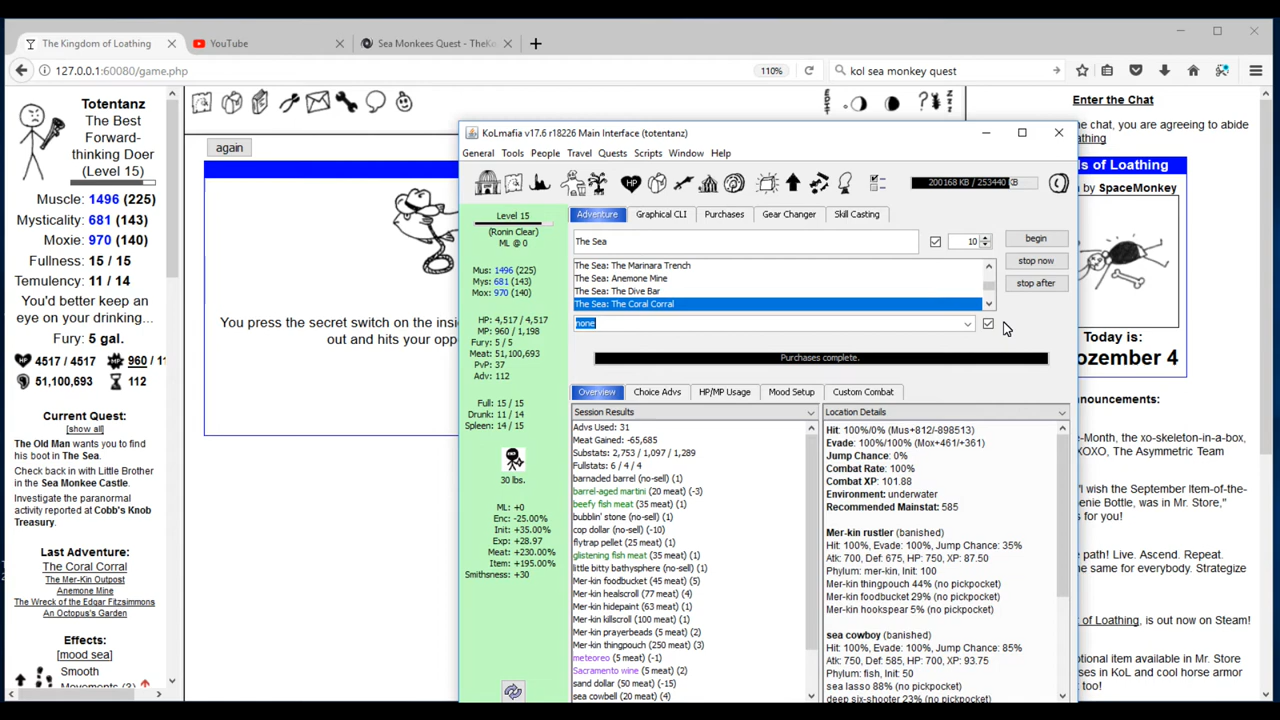 The Kingdom of Loathing
YouTube
Sea Monkees Quest - TheKo
127.0.0.1:60080/game.php
110%
kol sea monkey quest
Totentanz
The Best
Forward-
thinking Doer
(Level 15)
Muscle: 1496 (225)
Mysticality: 681 (143)
Moxie: 970 (140)
Fullness: 15 / 15
Temulency: 11 / 14
You'd better keep an
eye on your drinking...
Fury: 5 gal.
4517 / 4517
960 / 1
51,100,693
112
Current Quest:
[show all]
The Old Man wants you to find
his boot in The Sea.
Check back in with Little Brother
in the Sea Monkee Castle.
Investigate the paranormal
activity reported at Cobb's Knob
Treasury.
Last Adventure:
The Coral Corral
The Mer-Kin Outpost
Anemone Mine
The Wreck of the Edgar Fitzsimmons
An Octopus's Garden
Effects:
[mood sea]
Smooth
Movements (3)
again
You press the secret switch on the insi
out and hits your opp
KoLmafia v17.6 r18226 Main Interface (totentanz)
General Tools People Travel Quests Scripts Window Help
200168 KB / 253440 KB
Level 15
(Ronin Clear)
ML @ 0
Mus: 1496 (225)
Mys: 681 (143)
Mox: 970 (140)
HP: 4,517 / 4,517
MP: 960 / 1,198
Fury: 5 / 5
Meat: 51,100,693
PvP: 37
Adv: 112
Full: 15 / 15
Drunk: 11 / 14
Spleen: 14 / 15
30 lbs.
ML: +0
Enc: -25.00%
Init: +35.00%
Exp: +28.97
Meat: +230.00%
Item: +195.00%
Smithsness: +30
Adventure Graphical CLI Purchases Gear Changer Skill Casting
The Sea
10
begin
stop now
stop after
The Sea: The Marinara Trench
The Sea: Anemone Mine
The Sea: The Dive Bar
The Sea: The Coral Corral
none
Purchases complete.
Overview Choice Advs HP/MP Usage Mood Setup Custom Combat
Session Results
Advs Used: 31
Meat Gained: -65,685
Substats: 2,753 / 1,097 / 1,289
Fullstats: 6 / 4 / 4
barnacled barrel (no-sell) (1)
barrel-aged martini (20 meat) (-3)
beefy fish meat (35 meat) (1)
bubblin' stone (no-sell) (1)
cop dollar (no-sell) (-10)
flytrap pellet (25 meat) (1)
glistening fish meat (35 meat) (1)
little bitty bathysphere (no-sell) (1)
Mer-kin foodbucket (45 meat) (5)
Mer-kin healscroll (77 meat) (4)
Mer-kin hidepaint (63 meat) (1)
Mer-kin killscroll (100 meat) (1)
Mer-kin prayerbeads (5 meat) (2)
Mer-kin thingpouch (250 meat) (3)
meteoreo (5 meat) (-1)
Sacramento wine (5 meat) (2)
sand dollar (50 meat) (-15)
sea cowbell (20 meat) (4)
Location Details
Hit: 100%/0% (Mus+812/-898513)
Evade: 100%/100% (Mox+461/+361)
Jump Chance: 0%
Combat Rate: 100%
Combat XP: 101.88
Environment: underwater
Recommended Mainstat: 585
Mer-kin rustler (banished)
Hit: 100%, Evade: 100%, Jump Chance: 35%
Atk: 700, Def: 675, HP: 750, XP: 87.50
Phylum: mer-kin, Init: 100
Mer-kin thingpouch 44% (no pickpocket)
Mer-kin foodbucket 29% (no pickpocket)
Mer-kin hookspear 5% (no pickpocket)
sea cowboy (banished)
Hit: 100%, Evade: 100%, Jump Chance: 85%
Atk: 750, Def: 585, HP: 700, XP: 93.75
Phylum: fish, Init: 50
sea lasso 88% (no pickpocket)
deep six-shooter 23% (no pickpocket)
Enter the Chat
e chat, you are agreeing to abide
athing.
s of Loathing
by SpaceMonkey
Today is:
ozember 4
nouncements:
e-Month, the xo-skeleton-in-a-box,
XOXO, The Asymmetric Team
"I wish the September Item-of-the-
enie Bottle, was in Mr. Store,"
s for you!
path! Live. Ascend. Repeat.
e same for everybody. Strategize
t of Loathing, is out now on Steam!
otional item available in Mr. Store
ses in KoL and cool horse armor
too!